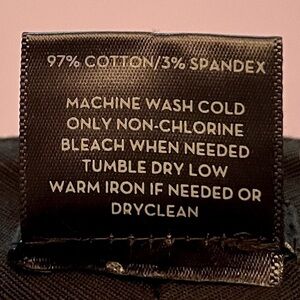 97% COTTON/3% SPANDEX
MACHINE WASH COLD
ONLY NON-CHLORINE
BLEACH WHEN NEEDED
TUMBLE DRY LOW
WARM IRON IF NEEDED OR
DRYCLEAN